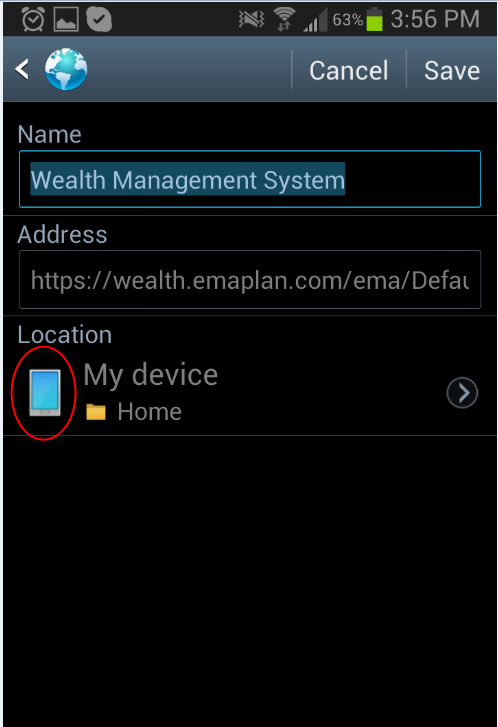 63% 3:56 PM
Cancel Save
Name
Wealth Management System
Address
https://wealth.emaplan.com/ema/Defau
Location
My device
Home